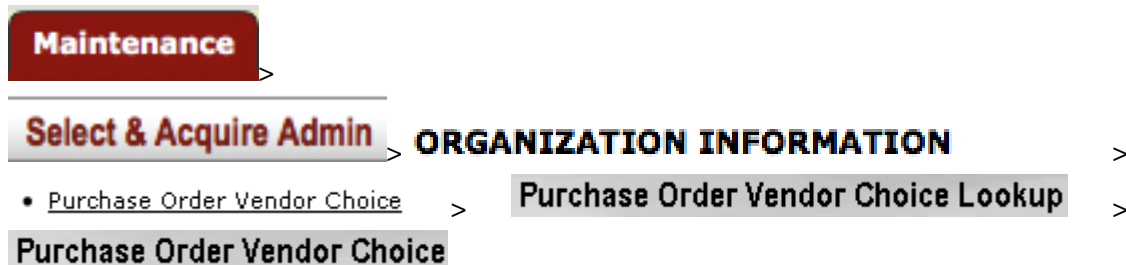 Maintenance >
Select & Acquire Admin > ORGANIZATION INFORMATION >
• Purchase Order Vendor Choice > Purchase Order Vendor Choice Lookup >
Purchase Order Vendor Choice